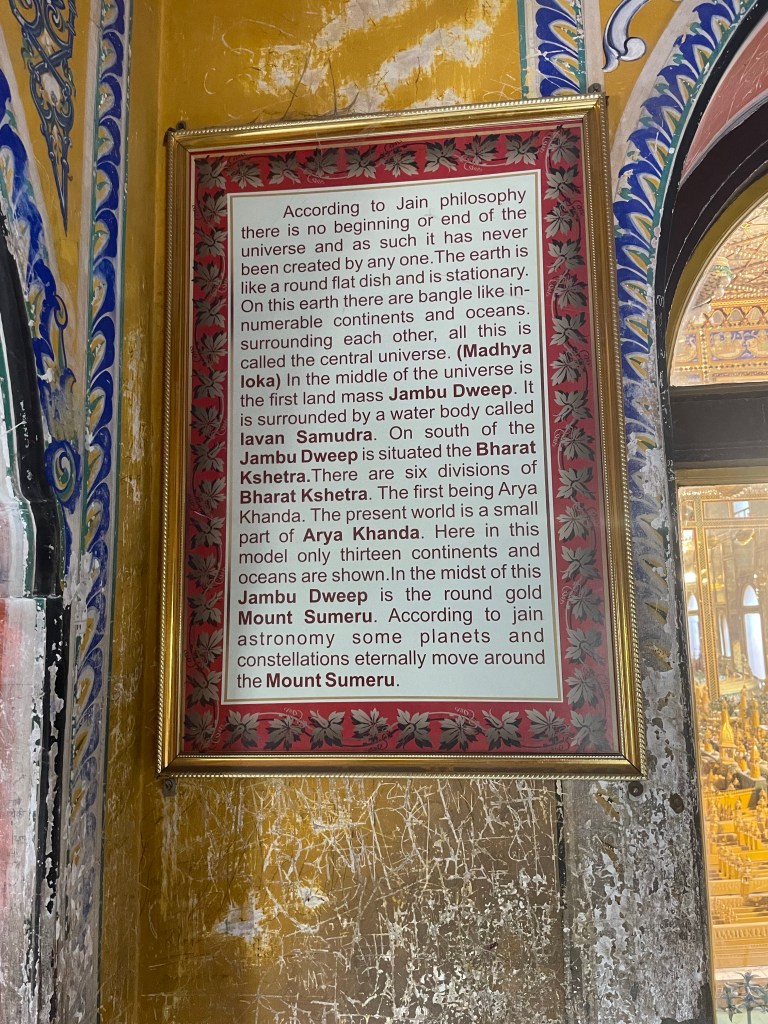 According to Jain philosophy
there is no beginning or end of the
universe and as such it has never
been created by any one.The earth is
like a round flat dish and is stationary.
On this earth there are bangle like in-
numerable continents and oceans.
surrounding each other, all this is
called the central universe. (Madhya
loka) In the middle of the universe is
the first land mass Jambu Dweep. It
is surrounded by a water body called
lavan Samudra. On south of the
Jambu Dweep is situated the Bharat
Kshetra.There are six divisions of
Bharat Kshetra. The first being Arya
Khanda. The present world is a small
part of Arya Khanda. Here in this
model only thirteen continents and
oceans are shown.In the midst of this
Jambu Dweep is the round gold
Mount Sumeru. According to jain
astronomy some planets and
constellations eternally move around
the Mount Sumeru.